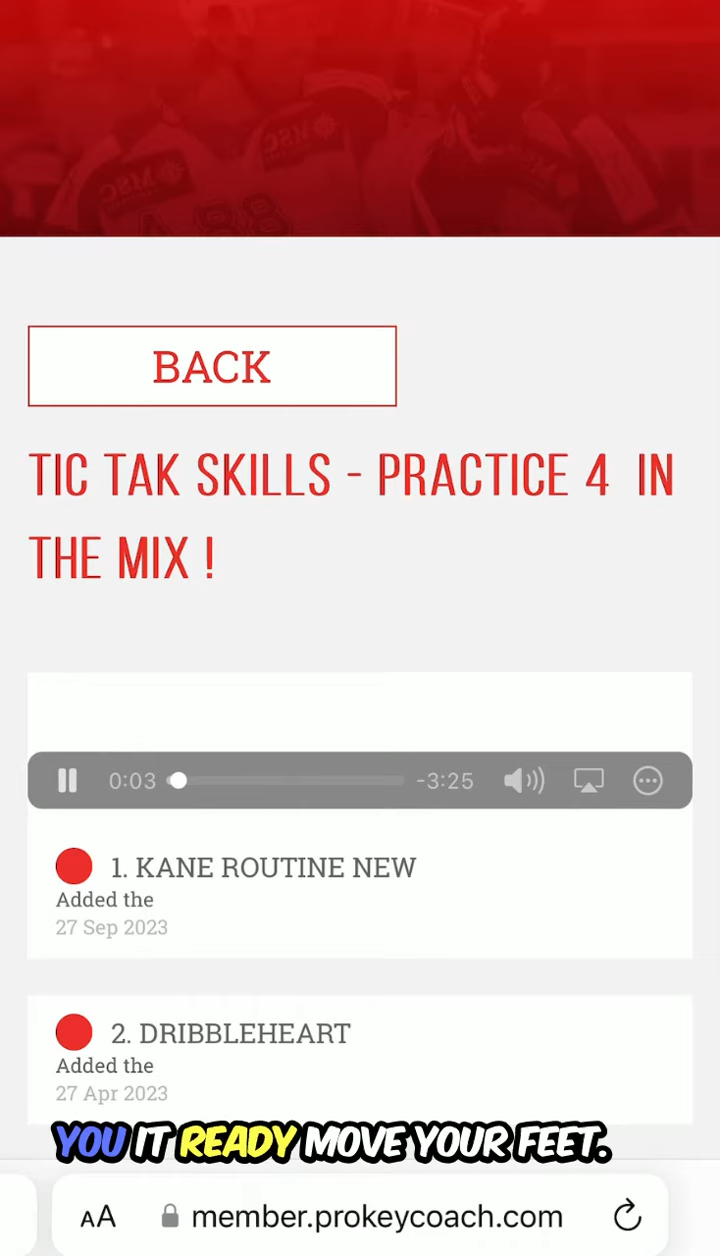 BACK
TIC TAK SKILLS - PRACTICE 4 IN
THE MIX !
0:03
-3:25
1. KANE ROUTINE NEW
Added the
27 Sep 2023
2. DRIBBLEHEART
Added the
27 Apr 2023
YOU IT READY MOVE YOUR FEET.
AA
member.prokeycoach.com